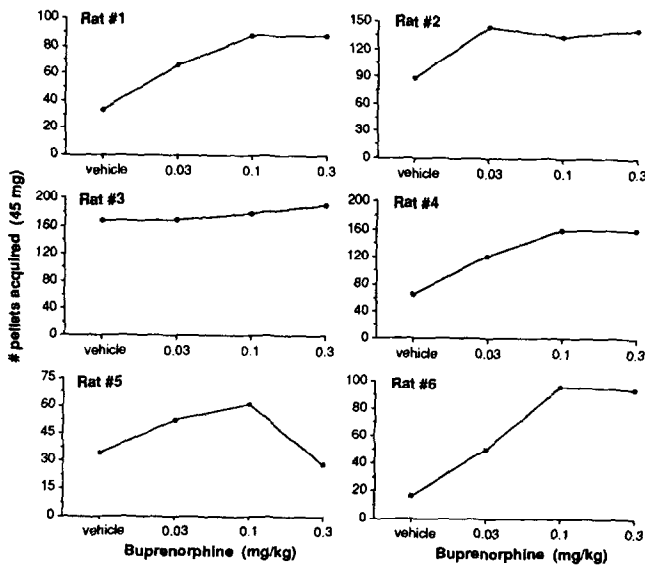 # pellets acquired (45 mg)
Rat #1
100
80
60
40
20
0
vehicle 0.03 0.1 0.3
Rat #2
150
120
90
60
30
0
vehicle 0.03 0.1 0.3
Rat #3
200
160
120
80
40
0
vehicle 0.03 0.1 0.3
Rat #4
200
160
120
80
40
0
vehicle 0.03 0.1 0.3
Rat #5
75
60
45
30
15
0
vehicle 0.03 0.1 0.3
Buprenorphine (mg/kg)
Rat #6
100
80
60
40
20
0
vehicle 0.03 0.1 0.3
Buprenorphine (mg/kg)